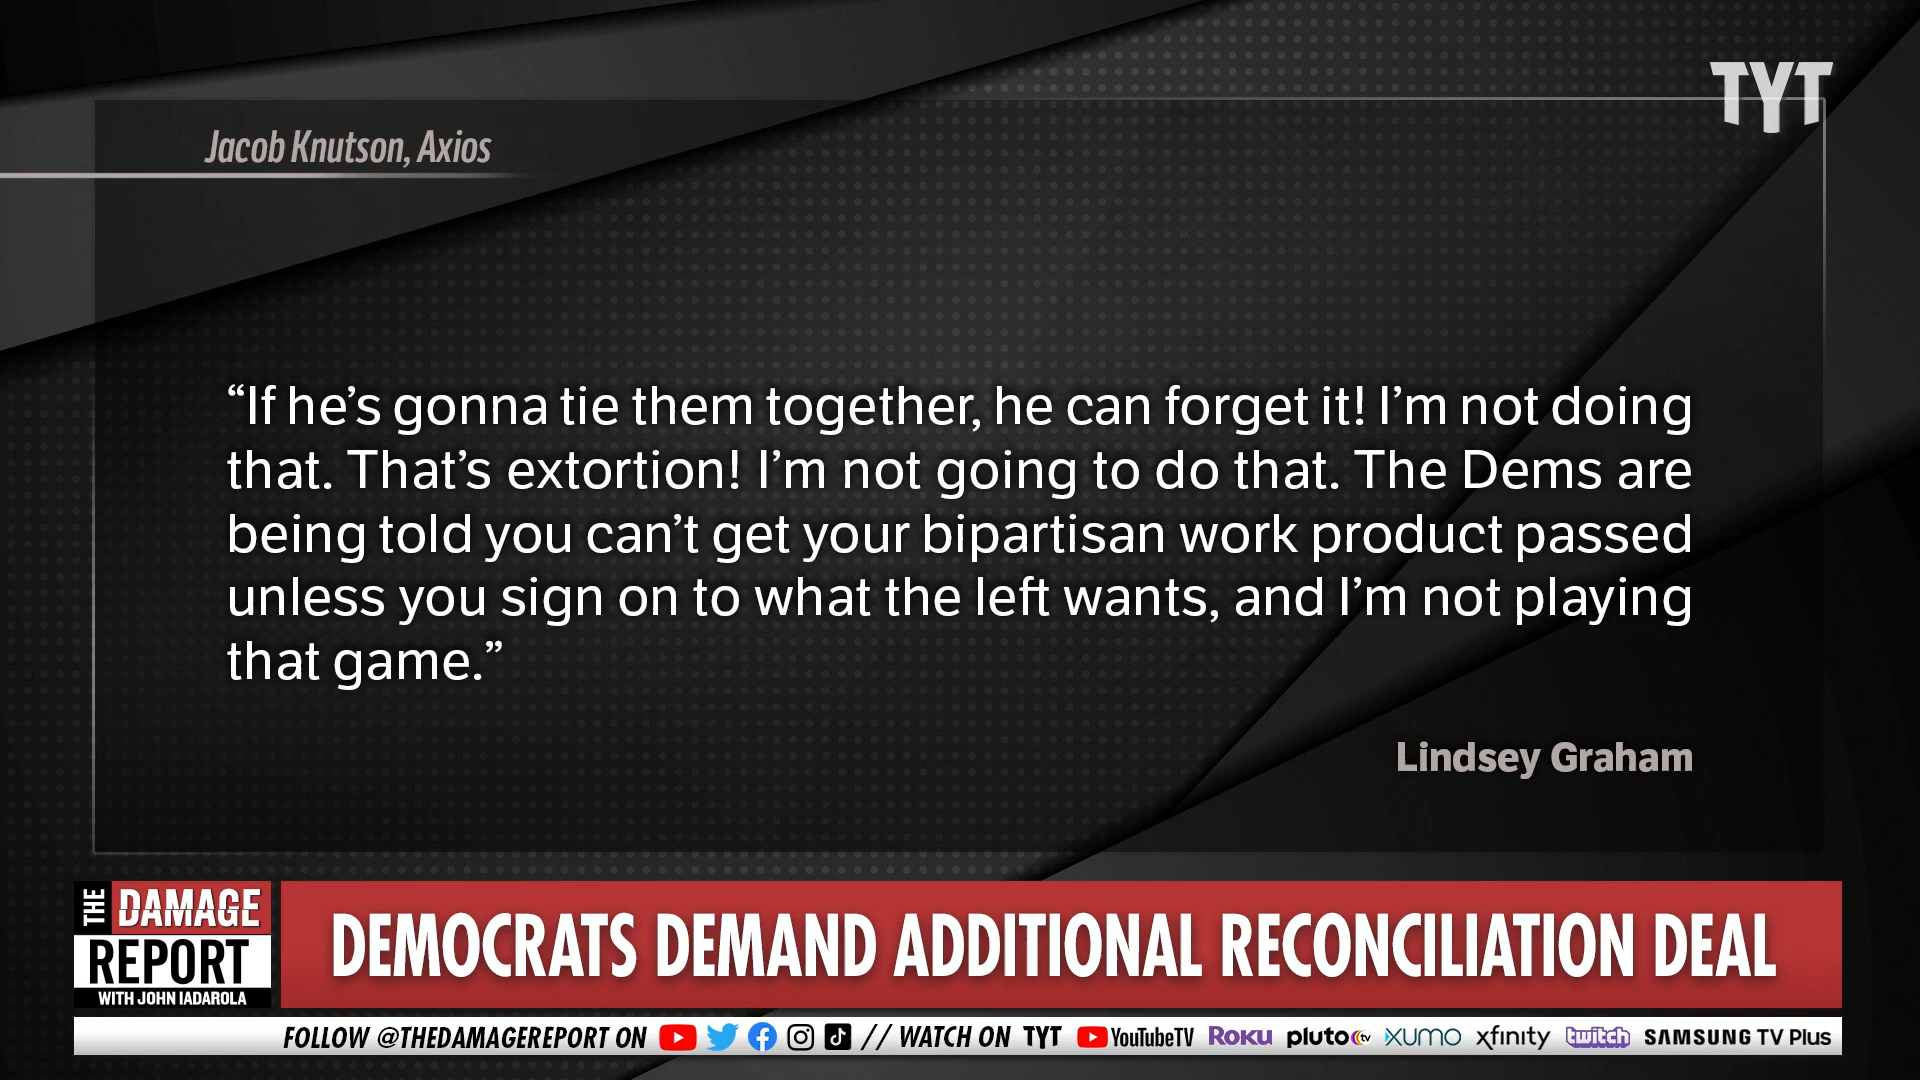 TYT
Jacob Knutson, Axios
“If he’s gonna tie them together, he can forget it! I’m not doing
that. That’s extortion! I’m not going to do that. The Dems are
being told you can’t get your bipartisan work product passed
unless you sign on to what the left wants, and I’m not playing
that game.”
Lindsey Graham
THE DAMAGE
REPORT
WITH JOHN IADAROLA
DEMOCRATS DEMAND ADDITIONAL RECONCILIATION DEAL
FOLLOW @THEDAMAGEREPORT ON // WATCH ON TYT YouTubeTV ROKU pluto tv XUMO xfinity twitch SAMSUNG TV Plus